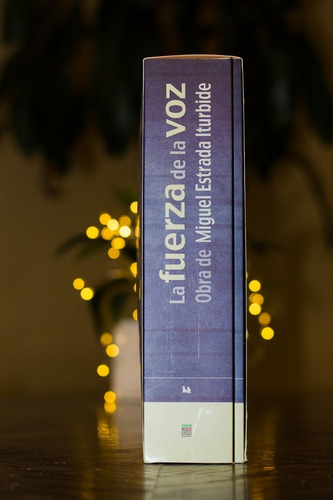 La fuerza de la voz
Obra de Miguel Estrada Iturbide